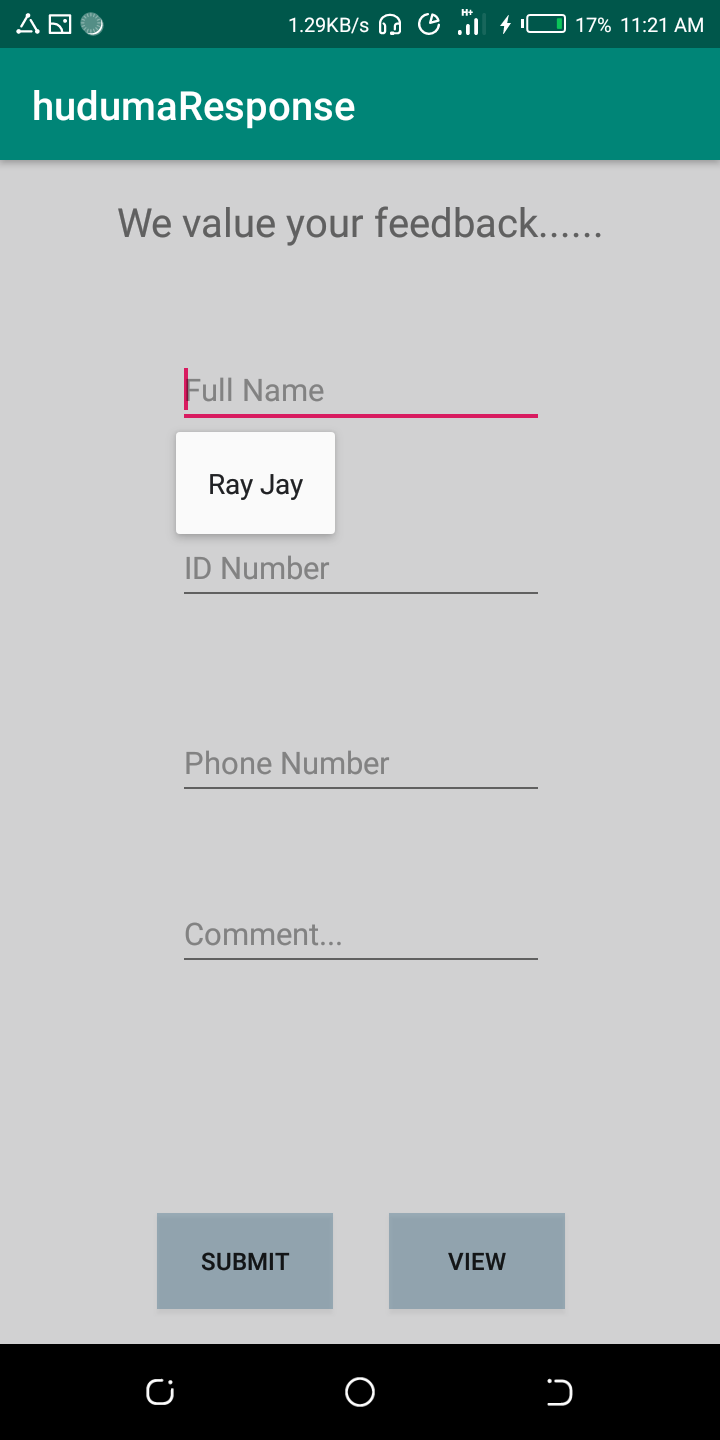 1.29KB/s H+ 17% 11:21 AM
hudumaResponse
We value your feedback......
Full Name
Ray Jay
ID Number
Phone Number
Comment...
SUBMIT VIEW